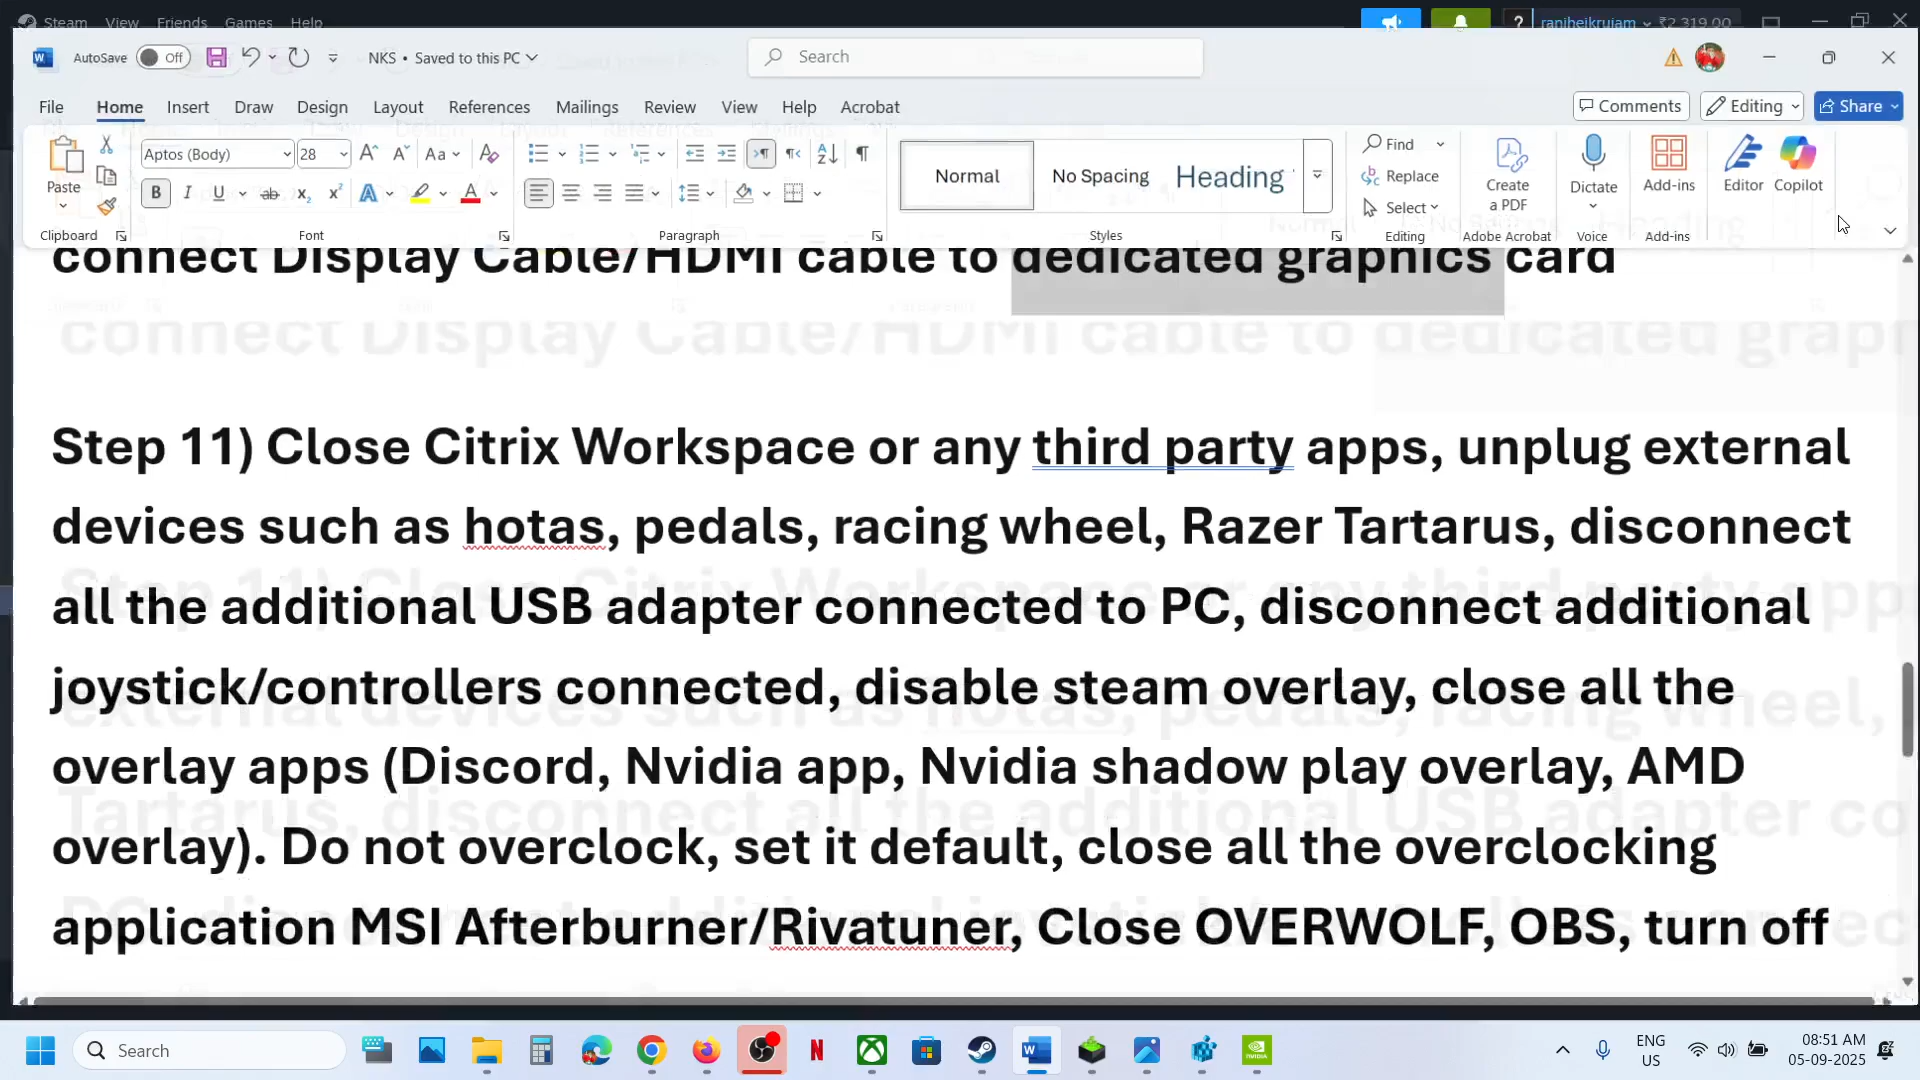 Steam View Friends Games Help ranibeikrujam ₹2,319.00
AutoSave Off NKS • Saved to this PC Search
File Home Insert Draw Design Layout References Mailings Review View Help Acrobat Comments Editing Share
Paste Aptos (Body) 28 Aa Normal No Spacing Heading Find Replace Select Create a PDF Dictate Add-ins Editor Copilot
Clipboard Font Paragraph Styles Editing Adobe Acrobat Voice Add-ins
connect Display Cable/HDMI cable to dedicated graphics card
Step 11) Close Citrix Workspace or any third party apps, unplug external
devices such as hotas, pedals, racing wheel, Razer Tartarus, disconnect
all the additional USB adapter connected to PC, disconnect additional
joystick/controllers connected, disable steam overlay, close all the
overlay apps (Discord, Nvidia app, Nvidia shadow play overlay, AMD
overlay). Do not overclock, set it default, close all the overclocking
application MSI Afterburner/Rivatuner, Close OVERWOLF, OBS, turn off
Search ENG US 08:51 AM 05-09-2025